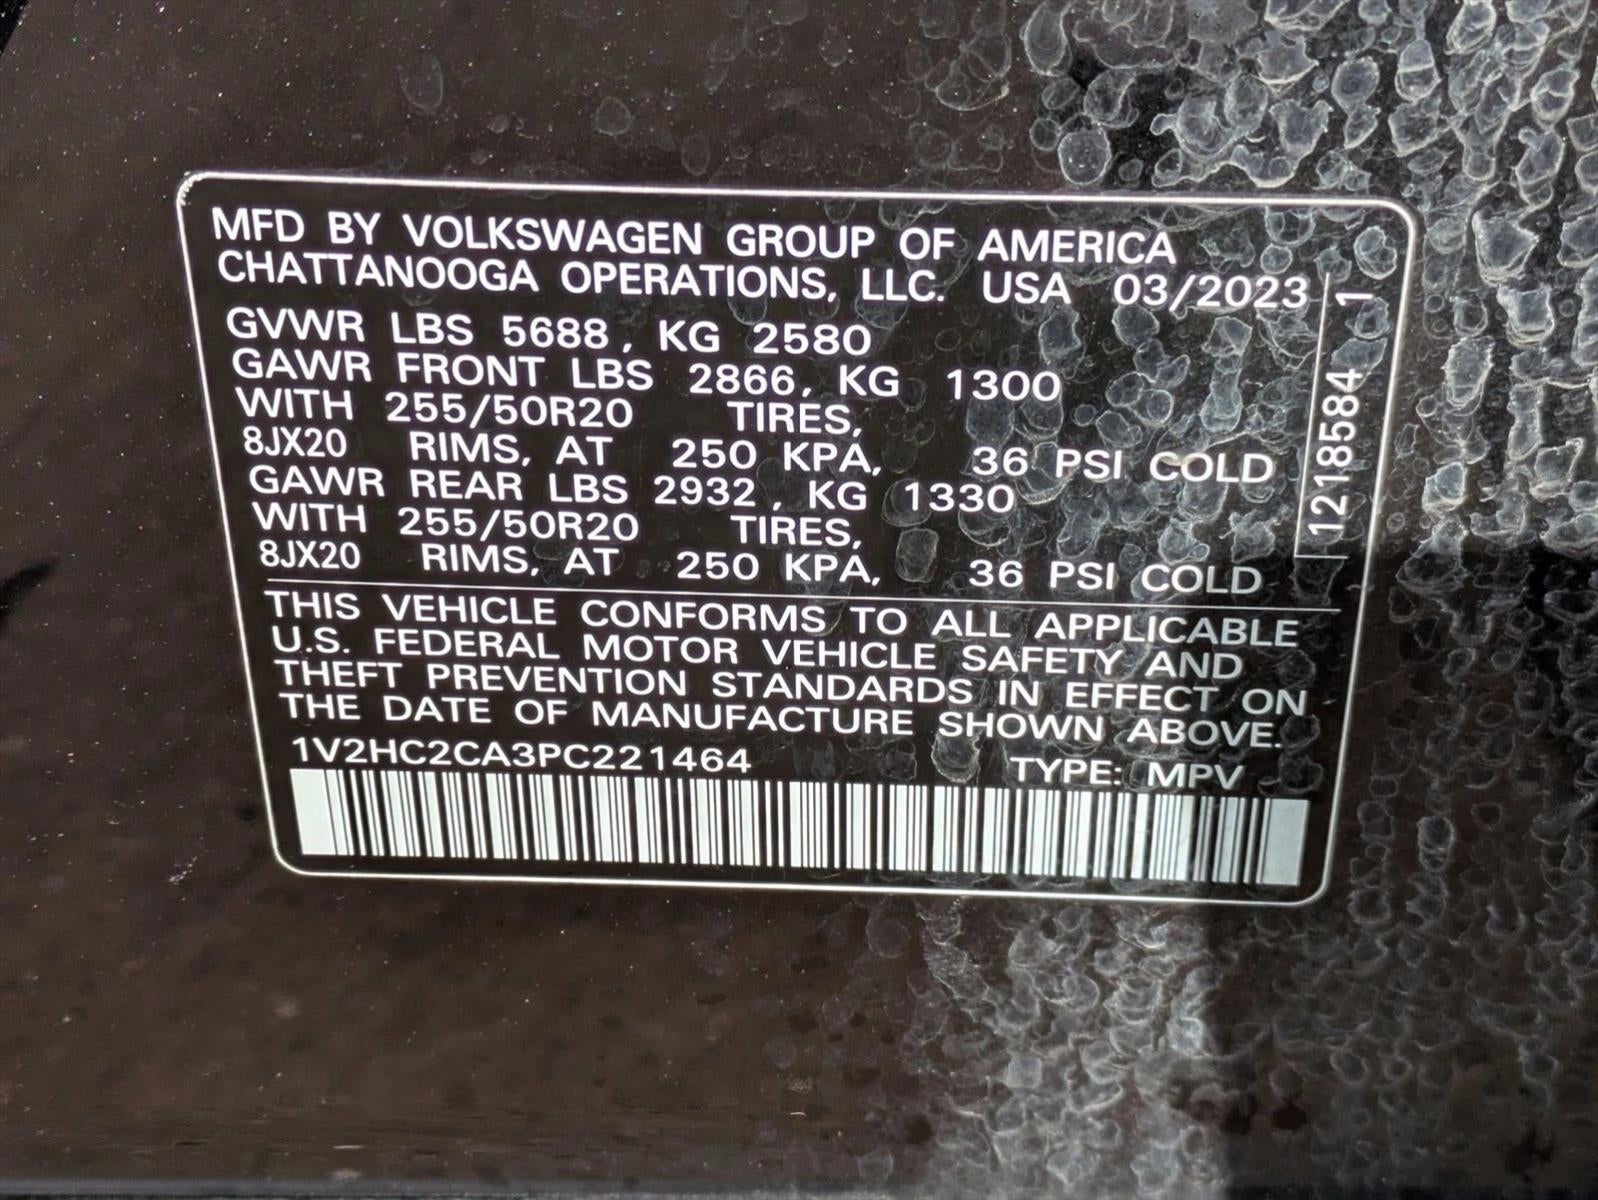 MFD BY VOLKSWAGEN GROUP OF AMERICA
CHATTANOOGA OPERATIONS, LLC. USA 03/2023
GVWR LBS 5688, KG 2580
GAWR FRONT LBS 2866, KG 1300
WITH 255/50R20 TIRES,
8JX20 RIMS, AT 250 KPA, 36 PSI COLD
GAWR REAR LBS 2932, KG 1330
WITH 255/50R20 TIRES,
8JX20 RIMS, AT 250 KPA, 36 PSI COLD
1218584 1
THIS VEHICLE CONFORMS TO ALL APPLICABLE
U.S. FEDERAL MOTOR VEHICLE SAFETY AND
THEFT PREVENTION STANDARDS IN EFFECT ON
THE DATE OF MANUFACTURE SHOWN ABOVE.
1V2HC2CA3PC221464 TYPE: MPV